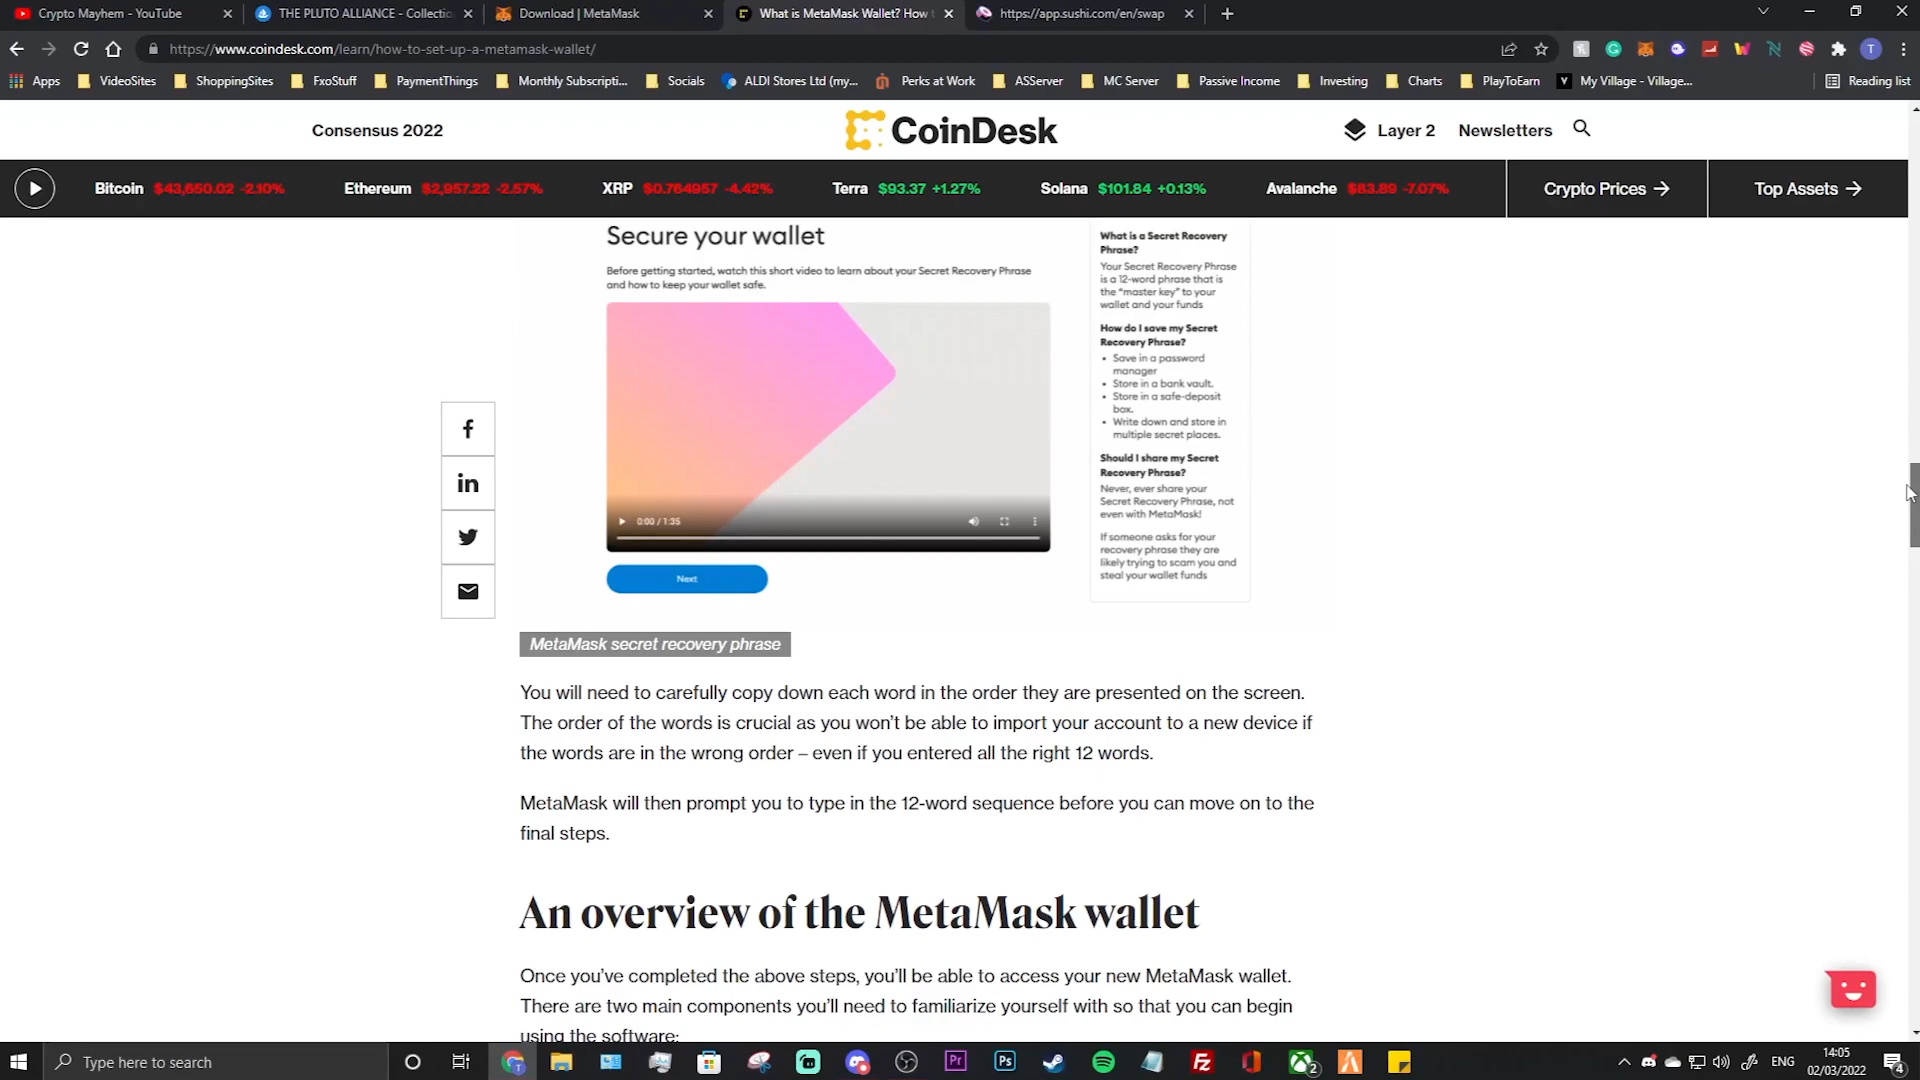 Crypto Mayhem - YouTube
THE PLUTO ALLIANCE - Collectio
Download | MetaMask
What is MetaMask Wallet? How t
https://app.sushi.com/en/swap
https://www.coindesk.com/learn/how-to-set-up-a-metamask-wallet/
Apps VideoSites ShoppingSites FxoStuff PaymentThings Monthly Subscripti... Socials ALDI Stores Ltd (my... Perks at Work ASServer MC Server Passive Income Investing Charts PlayToEarn My Village - Village... Reading list
Consensus 2022
CoinDesk
Layer 2 Newsletters
Bitcoin $43,650.02 -2.10% Ethereum $2,957.22 -2.57% XRP $0.764957 -4.42% Terra $93.37 +1.27% Solana $101.84 +0.13% Avalanche $83.89 -7.07% Crypto Prices → Top Assets →
Secure your wallet
Before getting started, watch this short video to learn about your Secret Recovery Phrase
and how to keep your wallet safe.
0:00 / 1:35
Next
What is a Secret Recovery
Phrase?
Your Secret Recovery Phrase
is a 12-word phrase that is
the "master key" to your
wallet and your funds
How do I save my Secret
Recovery Phrase?
• Save in a password
manager
• Store in a bank vault.
• Store in a safe-deposit
box.
• Write down and store in
multiple secret places.
Should I share my Secret
Recovery Phrase?
Never, ever share your
Secret Recovery Phrase, not
even with MetaMask!
If someone asks for your
recovery phrase they are
likely trying to scam you and
steal your wallet funds
MetaMask secret recovery phrase
You will need to carefully copy down each word in the order they are presented on the screen.
The order of the words is crucial as you won't be able to import your account to a new device if
the words are in the wrong order – even if you entered all the right 12 words.
MetaMask will then prompt you to type in the 12-word sequence before you can move on to the
final steps.
An overview of the MetaMask wallet
Once you've completed the above steps, you'll be able to access your new MetaMask wallet.
There are two main components you'll need to familiarize yourself with so that you can begin
using the software:
Type here to search
ENG
14:05
02/03/2022